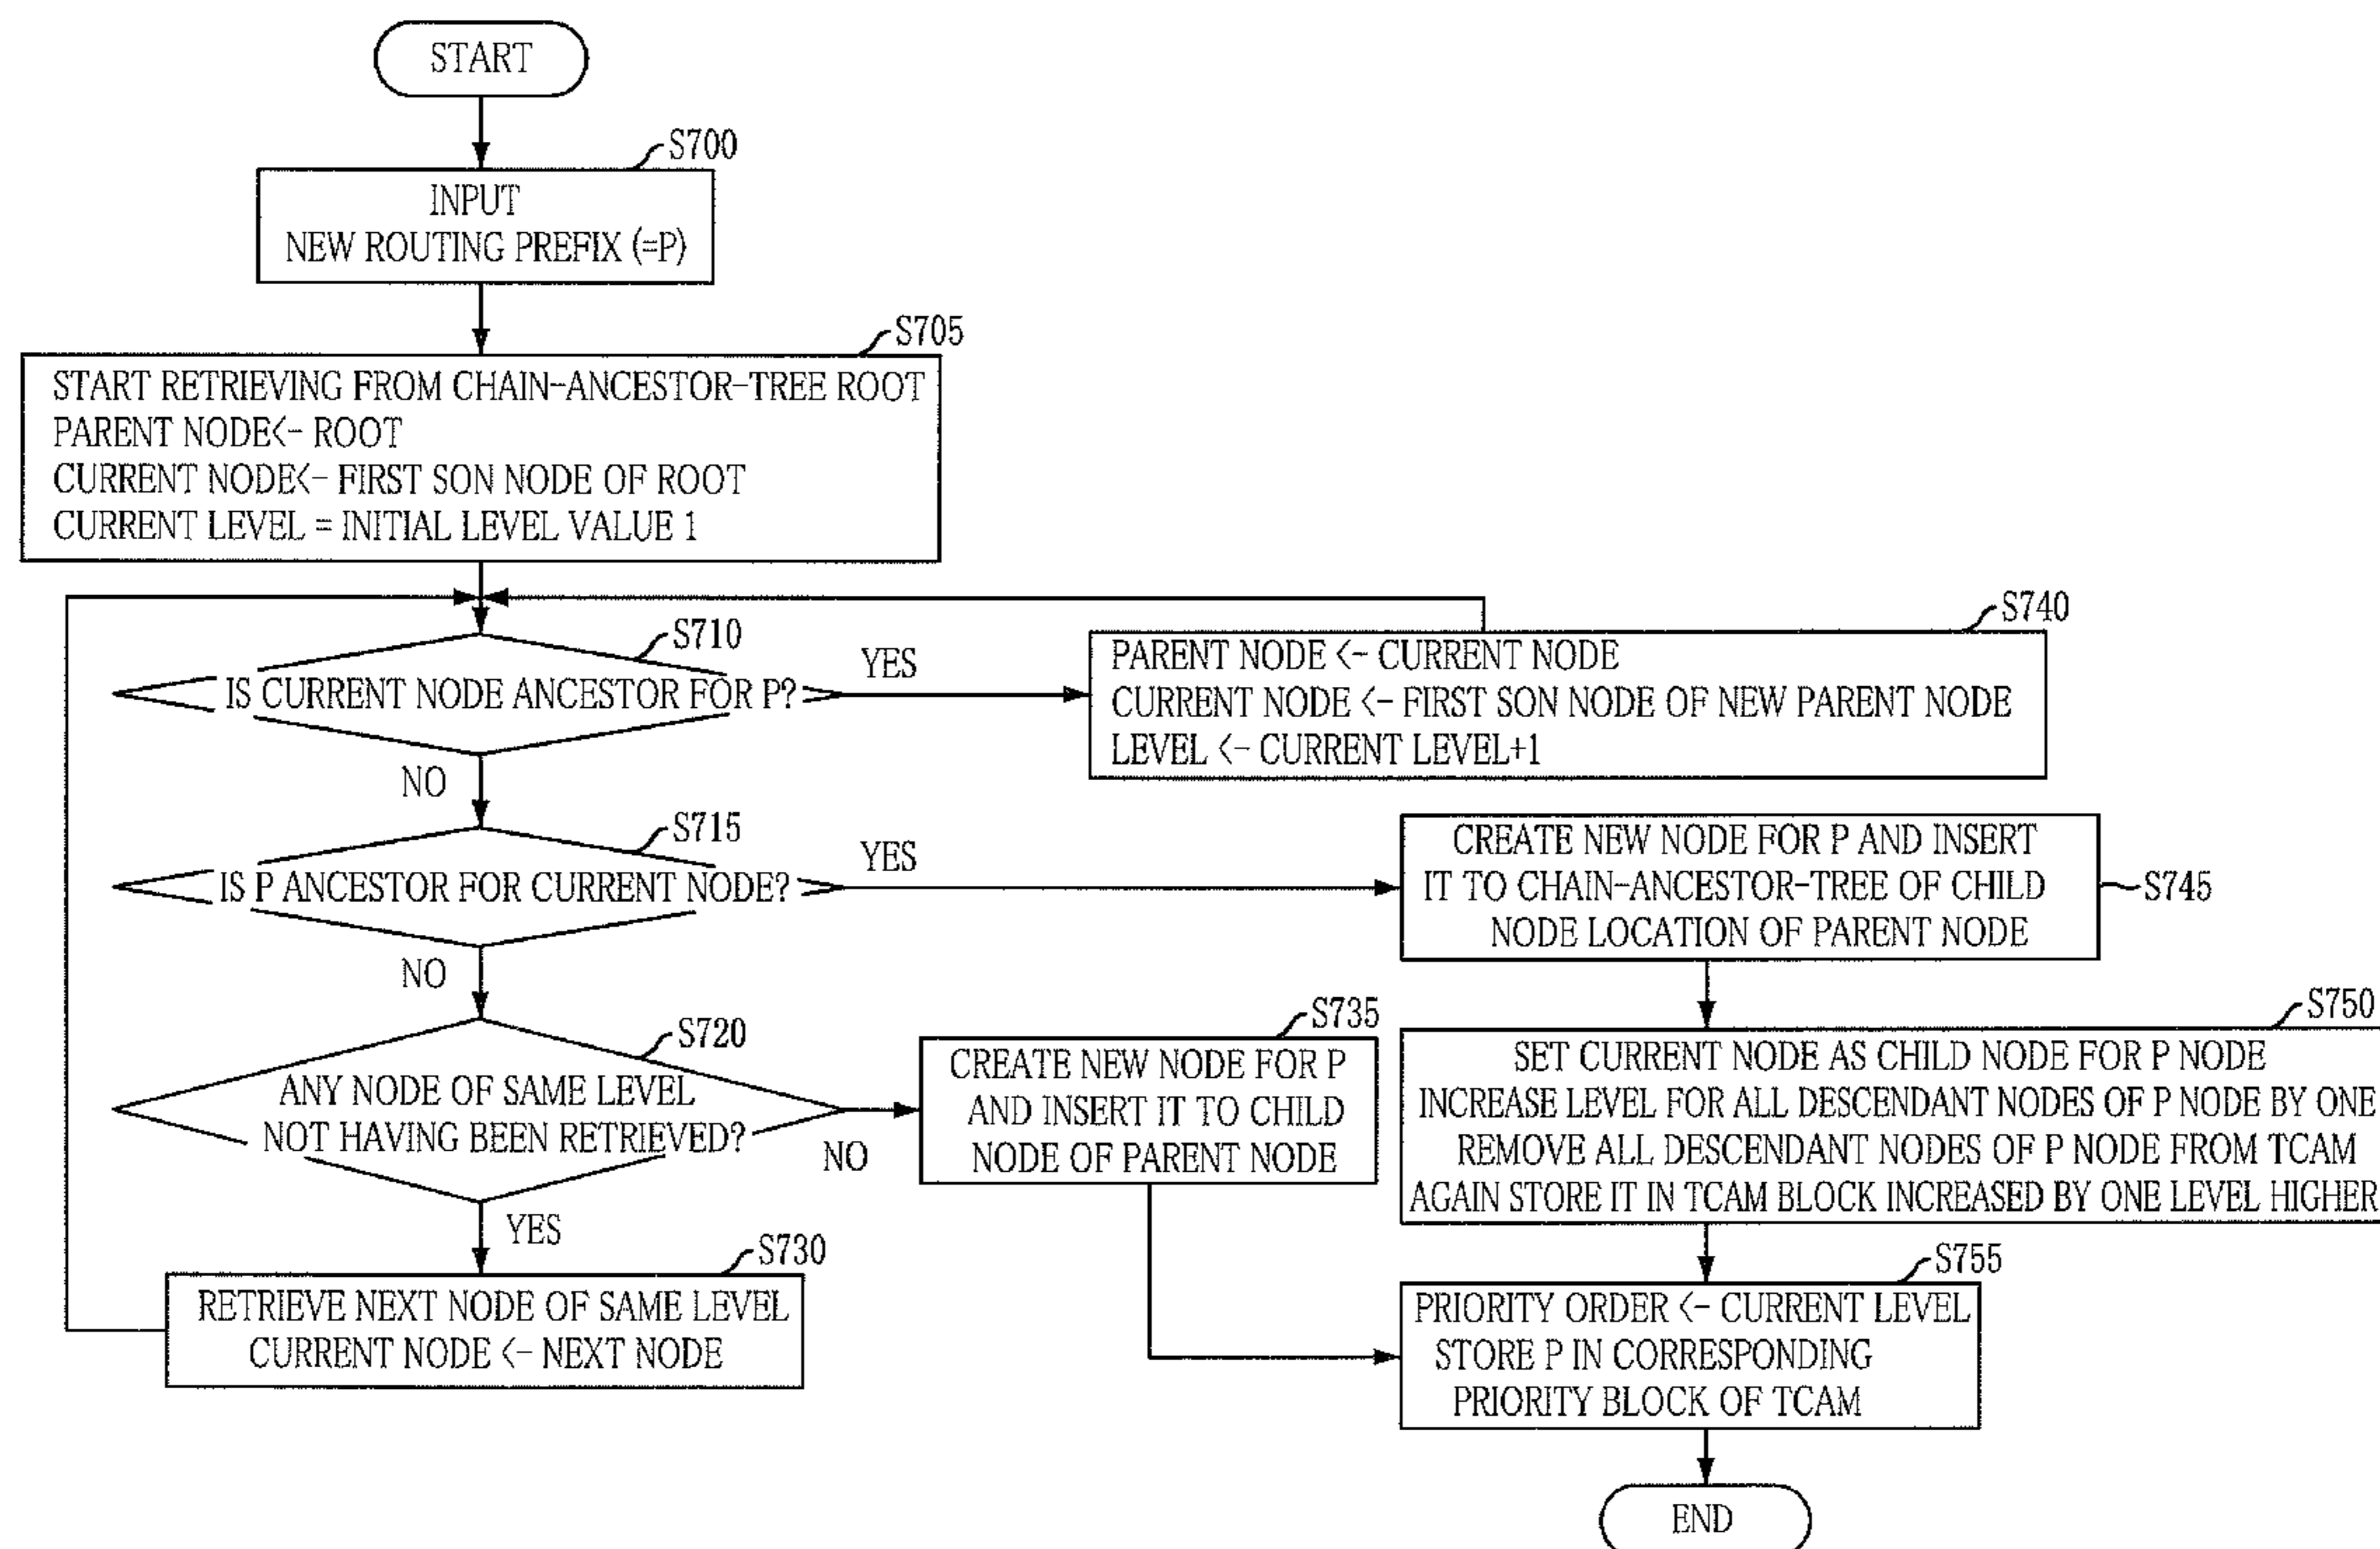 START
S700
INPUT
NEW ROUTING PREFIX (=P)
S705
START RETRIEVING FROM CHAIN-ANCESTOR-TREE ROOT
PARENT NODE<- ROOT
CURRENT NODE<- FIRST SON NODE OF ROOT
CURRENT LEVEL = INITIAL LEVEL VALUE 1
S710
IS CURRENT NODE ANCESTOR FOR P?
YES
NO
S740
PARENT NODE <- CURRENT NODE
CURRENT NODE <- FIRST SON NODE OF NEW PARENT NODE
LEVEL <- CURRENT LEVEL+1
S715
IS P ANCESTOR FOR CURRENT NODE?
YES
NO
CREATE NEW NODE FOR P AND INSERT
IT TO CHAIN-ANCESTOR-TREE OF CHILD
NODE LOCATION OF PARENT NODE
S745
S720
ANY NODE OF SAME LEVEL
NOT HAVING BEEN RETRIEVED?
NO
YES
S735
CREATE NEW NODE FOR P
AND INSERT IT TO CHILD
NODE OF PARENT NODE
S750
SET CURRENT NODE AS CHILD NODE FOR P NODE
INCREASE LEVEL FOR ALL DESCENDANT NODES OF P NODE BY ONE
REMOVE ALL DESCENDANT NODES OF P NODE FROM TCAM
AGAIN STORE IT IN TCAM BLOCK INCREASED BY ONE LEVEL HIGHER
S730
RETRIEVE NEXT NODE OF SAME LEVEL
CURRENT NODE <- NEXT NODE
S755
PRIORITY ORDER <- CURRENT LEVEL
STORE P IN CORRESPONDING
PRIORITY BLOCK OF TCAM
END